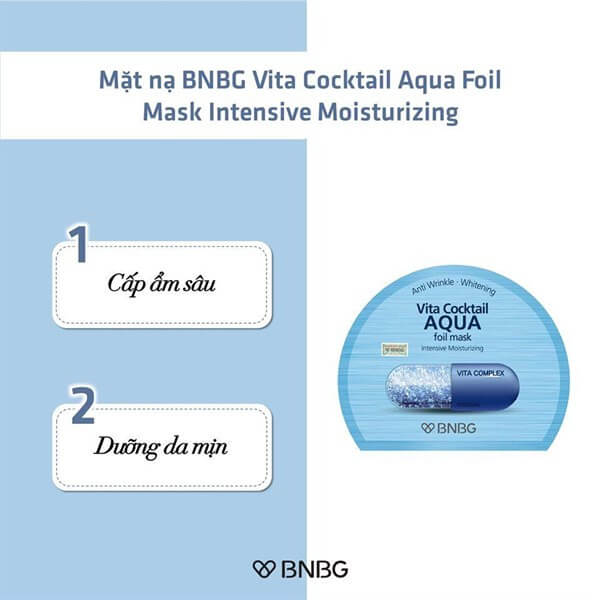 Mặt nạ BNBG Vita Cocktail Aqua Foil
Mask Intensive Moisturizing
1
Cấp ẩm sâu
2
Dưỡng da mịn
Anti Wrinkle · Whitening
Vita Cocktail
AQUA
foil mask
Intensive Moisturizing
BNBG
VITA COMPLEX
BNBG
BNBG